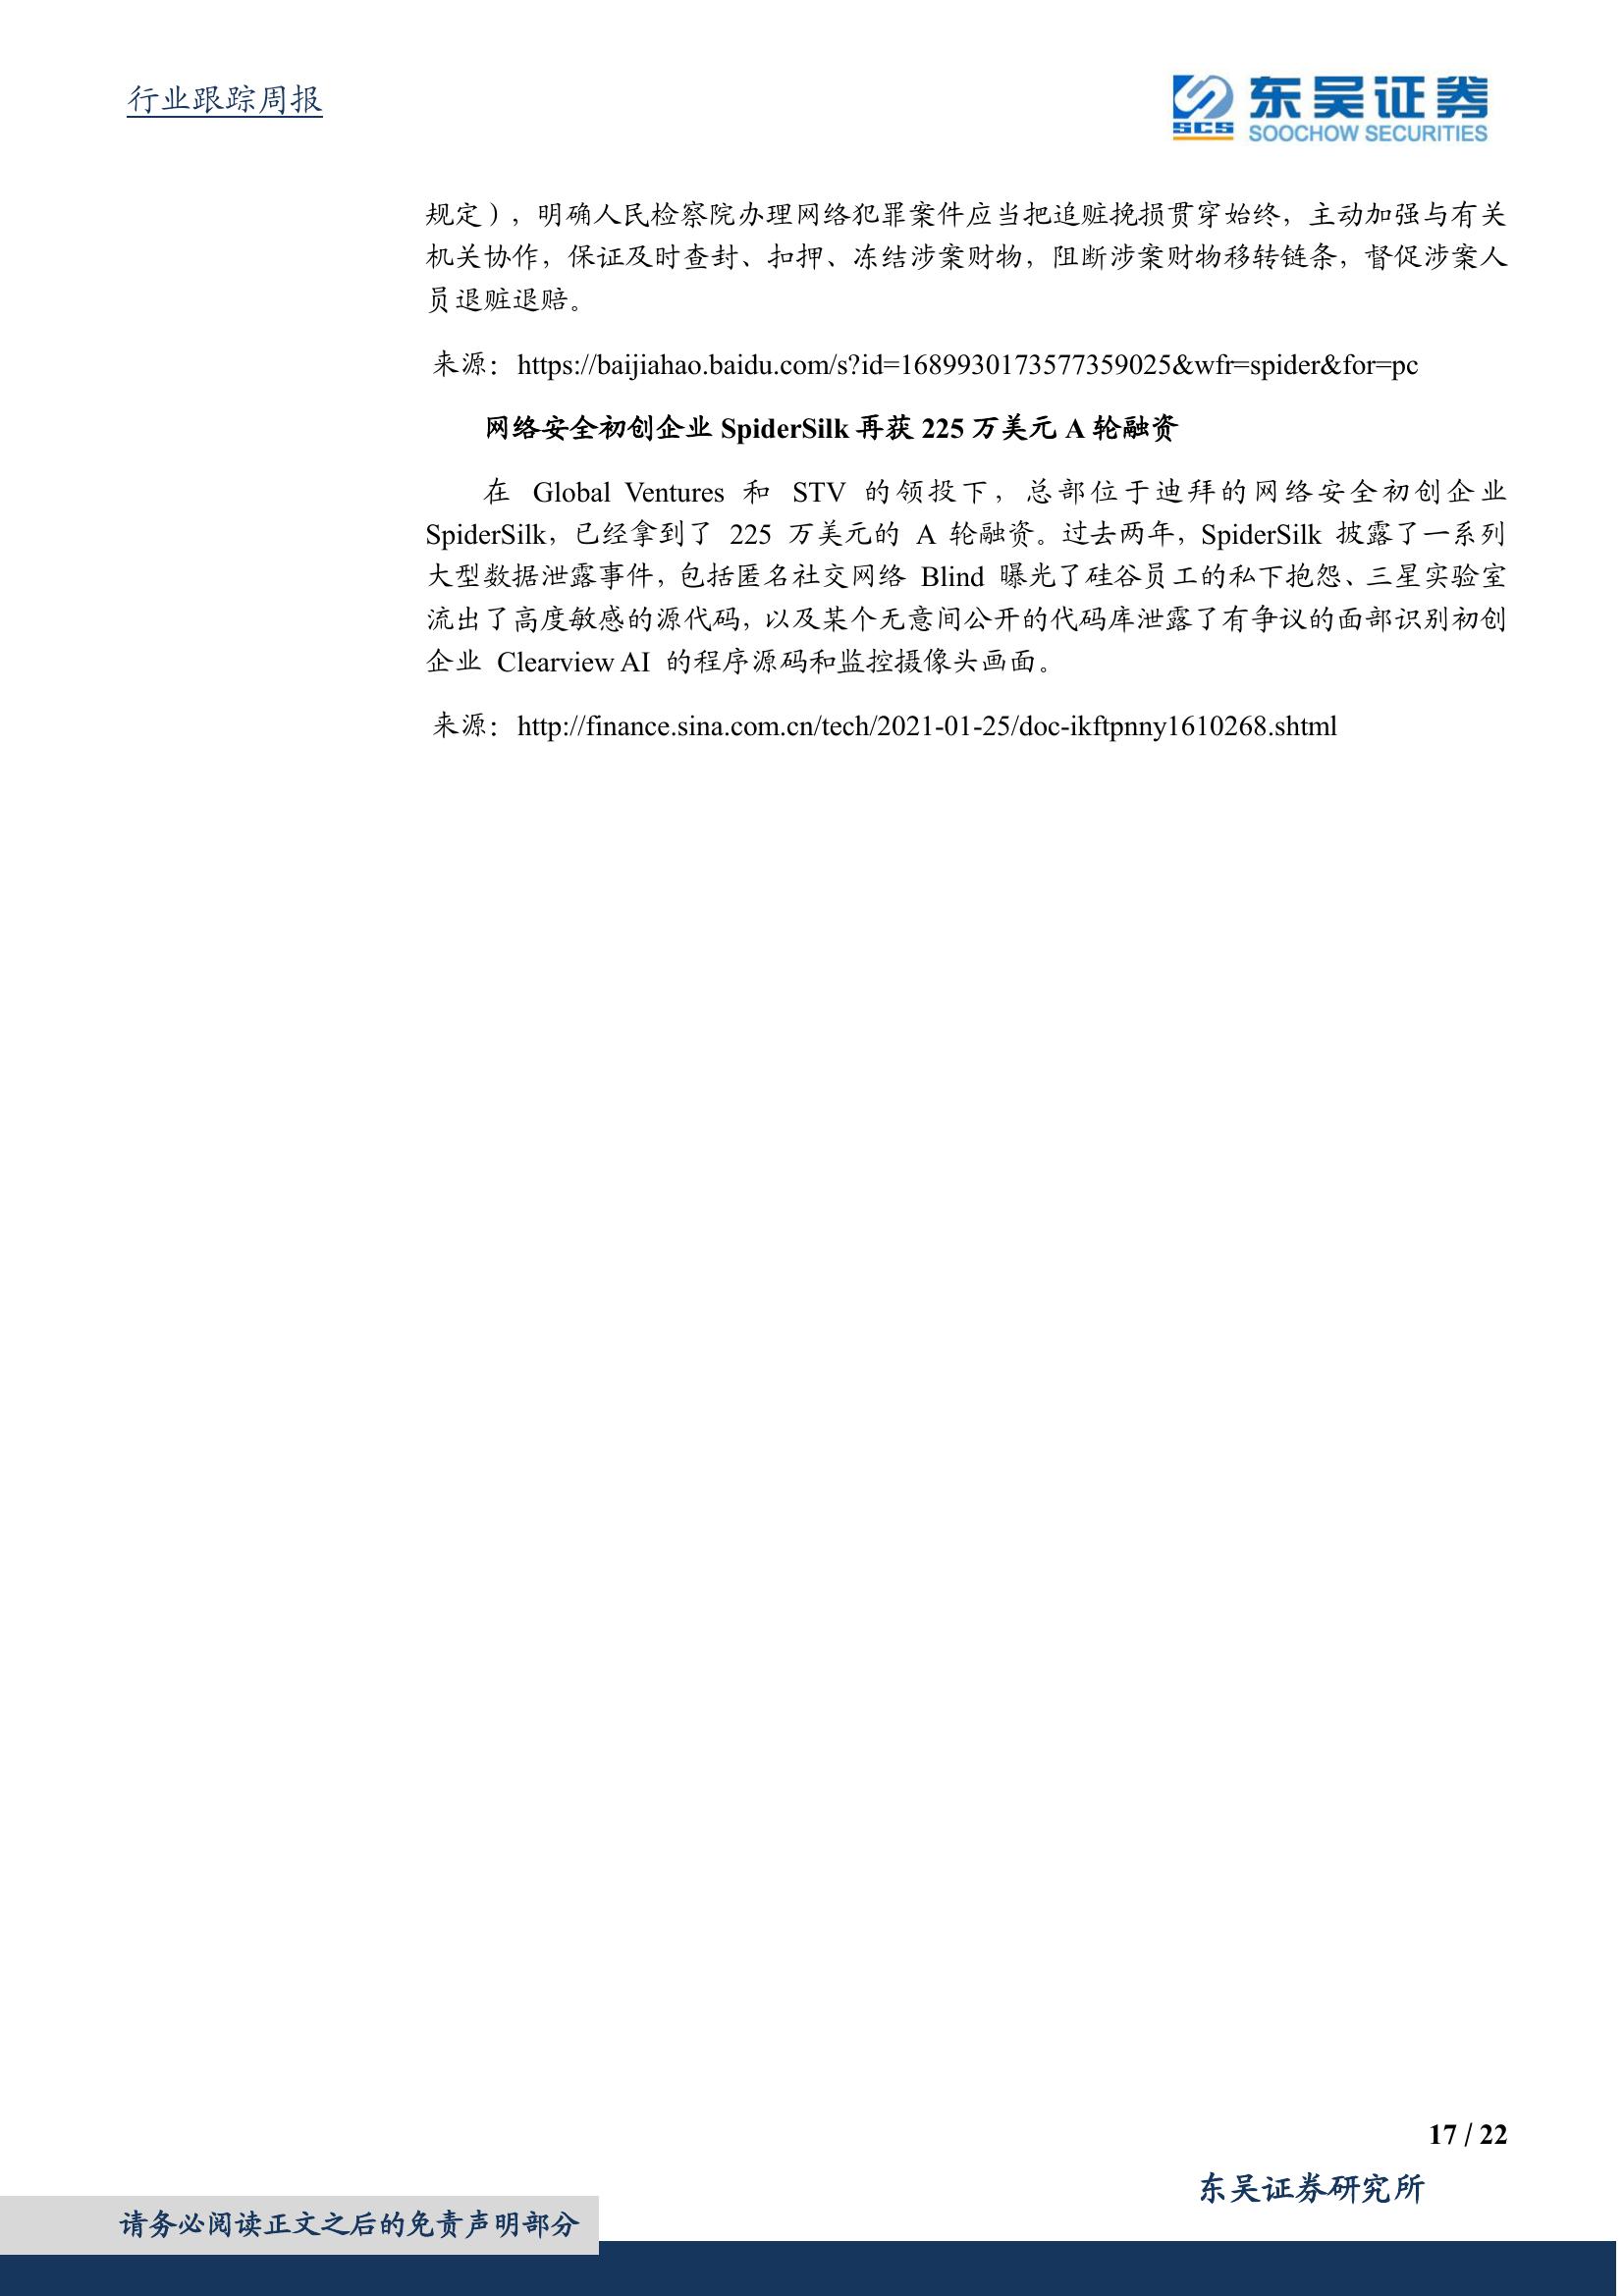 行业跟踪周报
东吴证券
SCS
SOOCHOW SECURITIES
规定），明确人民检察院办理网络犯罪案件应当把追赃挽损贯穿始终，主动加强与有关
机关协作，保证及时查封、扣押、冻结涉案财物，阻断涉案财物移转链条，督促涉案人
员退赃退赔。
来源：https://baijiahao.baidu.com/s?id=1689930173577359025&wfr=spider&for=pc
网络安全初创企业 SpiderSilk 再获 225 万美元 A 轮融资
在 Global Ventures 和 STV 的领投下，总部位于迪拜的网络安全初创企业
SpiderSilk，已经拿到了 225 万美元的 A 轮融资。过去两年，SpiderSilk 披露了一系列
大型数据泄露事件，包括匿名社交网络 Blind 曝光了硅谷员工的私下抱怨、三星实验室
流出了高度敏感的源代码，以及某个无意间公开的代码库泄露了有争议的面部识别初创
企业 Clearview AI 的程序源码和监控摄像头画面。
来源：http://finance.sina.com.cn/tech/2021-01-25/doc-ikftpnny1610268.shtml
17 / 22
东吴证券研究所
请务必阅读正文之后的免责声明部分